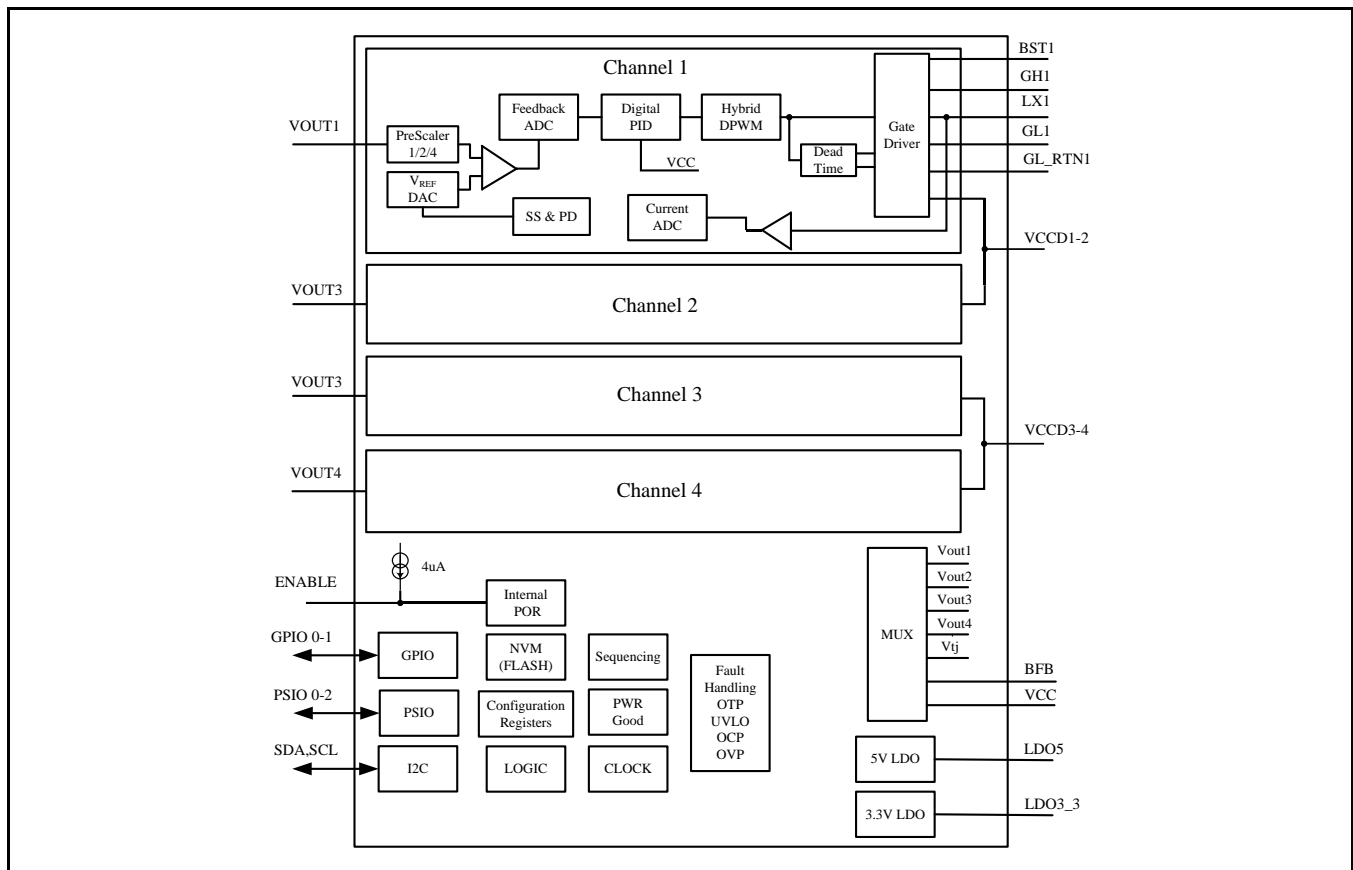 Channel 1
BST1
GH1
LX1
GL1
GL_RTN1
VCCD1-2
VOUT1
PreScaler
1/2/4
VREF
DAC
Feedback
ADC
Digital
PID
Hybrid
DPWM
VCC
Dead
Time
Gate
Driver
SS & PD
Current
ADC
VOUT3
Channel 2
VOUT3
Channel 3
VCCD3-4
VOUT4
Channel 4
4uA
ENABLE
Internal
POR
GPIO 0-1
GPIO
NVM
(FLASH)
Sequencing
PSIO 0-2
PSIO
Configuration
Registers
PWR
Good
SDA,SCL
I2C
LOGIC
CLOCK
Fault
Handling
OTP
UVLO
OCP
OVP
MUX
Vout1
Vout2
Vout3
Vout4
Vtj
BFB
VCC
5V LDO
LDO5
3.3V LDO
LDO3_3